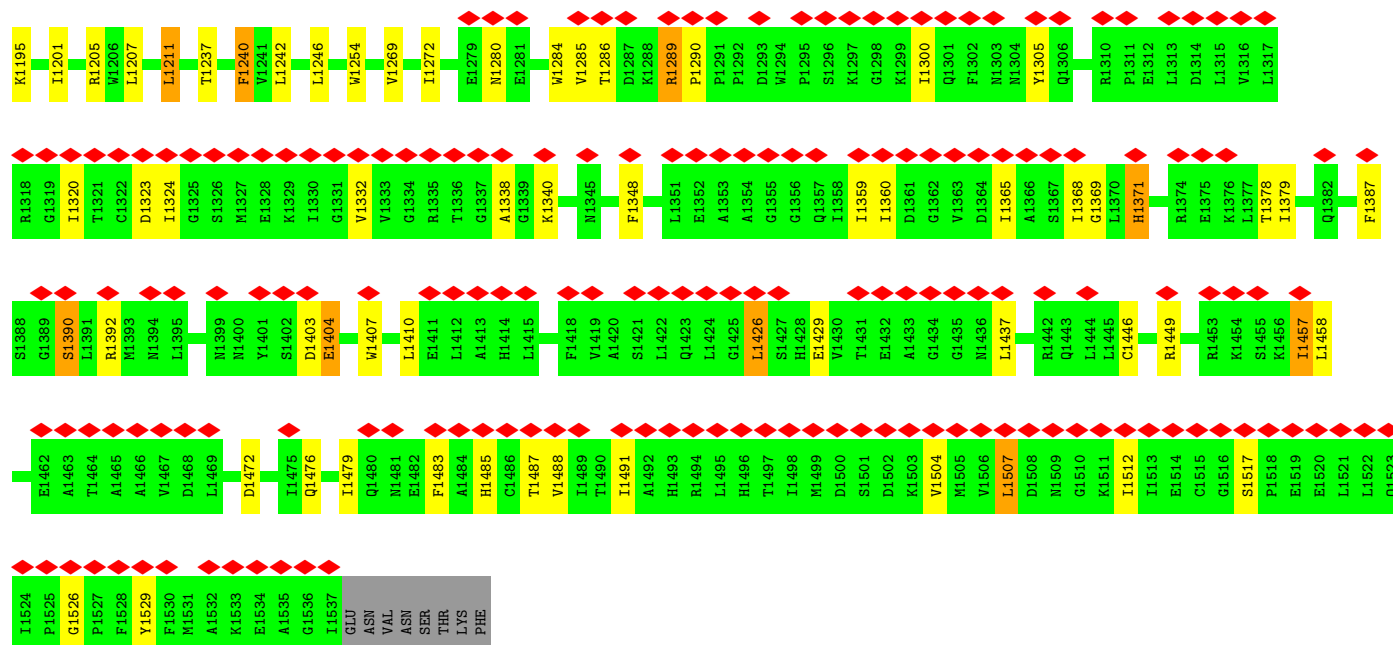 K1195 I1201 R1205 W1206 L1207 L1211 T1237 F1240 V1241 L1242 L1246 W1254 V1269 I1272 E1279 N1280 E1281 W1284 V1285 T1286 D1287 K1288 R1289 P1290 P1291 P1292 D1293 W1294 P1295 S1296 K1297 G1298 K1299 I1300 Q1301 F1302 N1303 N1304 Y1305 Q1306 R1310 P1311 E1312 L1313 D1314 L1315 V1316 L1317
R1318 G1319 I1320 T1321 C1322 D1323 I1324 G1325 S1326 M1327 E1328 K1329 I1330 G1331 V1332 V1333 G1334 R1335 T1336 G1337 A1338 G1339 K1340 N1345 F1348 L1351 E1352 A1353 A1354 G1355 G1356 Q1357 I1358 I1359 I1360 D1361 G1362 V1363 D1364 I1365 A1366 S1367 I1368 G1369 L1370 H1371 R1374 E1375 K1376 L1377 T1378 I1379 Q1382 F1387
S1388 G1389 S1390 L1391 R1392 M1393 N1394 L1395 N1399 N1400 Y1401 S1402 D1403 E1404 W1407 L1410 E1411 L1412 A1413 H1414 L1415 F1418 V1419 A1420 S1421 L1422 Q1423 L1424 G1425 L1426 S1427 H1428 E1429 V1430 T1431 E1432 A1433 G1434 G1435 N1436 L1437 R1442 Q1443 L1444 L1445 C1446 R1449 R1453 K1454 S1455 K1456 I1457 L1458
E1462 A1463 T1464 A1465 A1466 V1467 D1468 L1469 D1472 I1475 Q1476 I1479 Q1480 N1481 E1482 F1483 A1484 H1485 C1486 T1487 V1488 I1489 T1490 I1491 A1492 H1493 R1494 L1495 H1496 T1497 I1498 M1499 D1500 S1501 D1502 K1503 V1504 M1505 V1506 L1507 D1508 N1509 G1510 K1511 I1512 I1513 E1514 C1515 G1516 S1517 P1518 E1519 E1520 L1521 L1522 Q1523
I1524 P1525 G1526 P1527 F1528 Y1529 F1530 M1531 A1532 K1533 E1534 A1535 G1536 I1537 GLU ASN VAL ASN SER THR LYS PHE